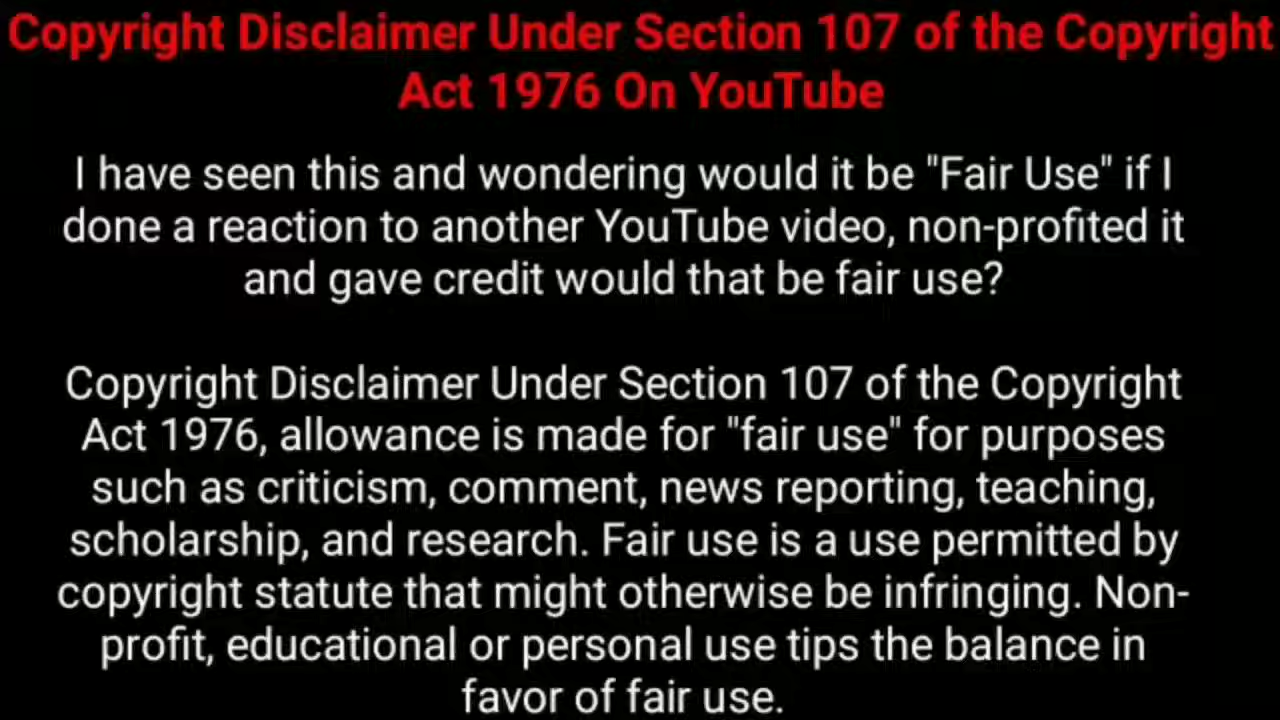 Copyright Disclaimer Under Section 107 of the Copyright
Act 1976 On YouTube
I have seen this and wondering would it be "Fair Use" if I
done a reaction to another YouTube video, non-profited it
and gave credit would that be fair use?
Copyright Disclaimer Under Section 107 of the Copyright
Act 1976, allowance is made for "fair use" for purposes
such as criticism, comment, news reporting, teaching,
scholarship, and research. Fair use is a use permitted by
copyright statute that might otherwise be infringing. Non-
profit, educational or personal use tips the balance in
favor of fair use.